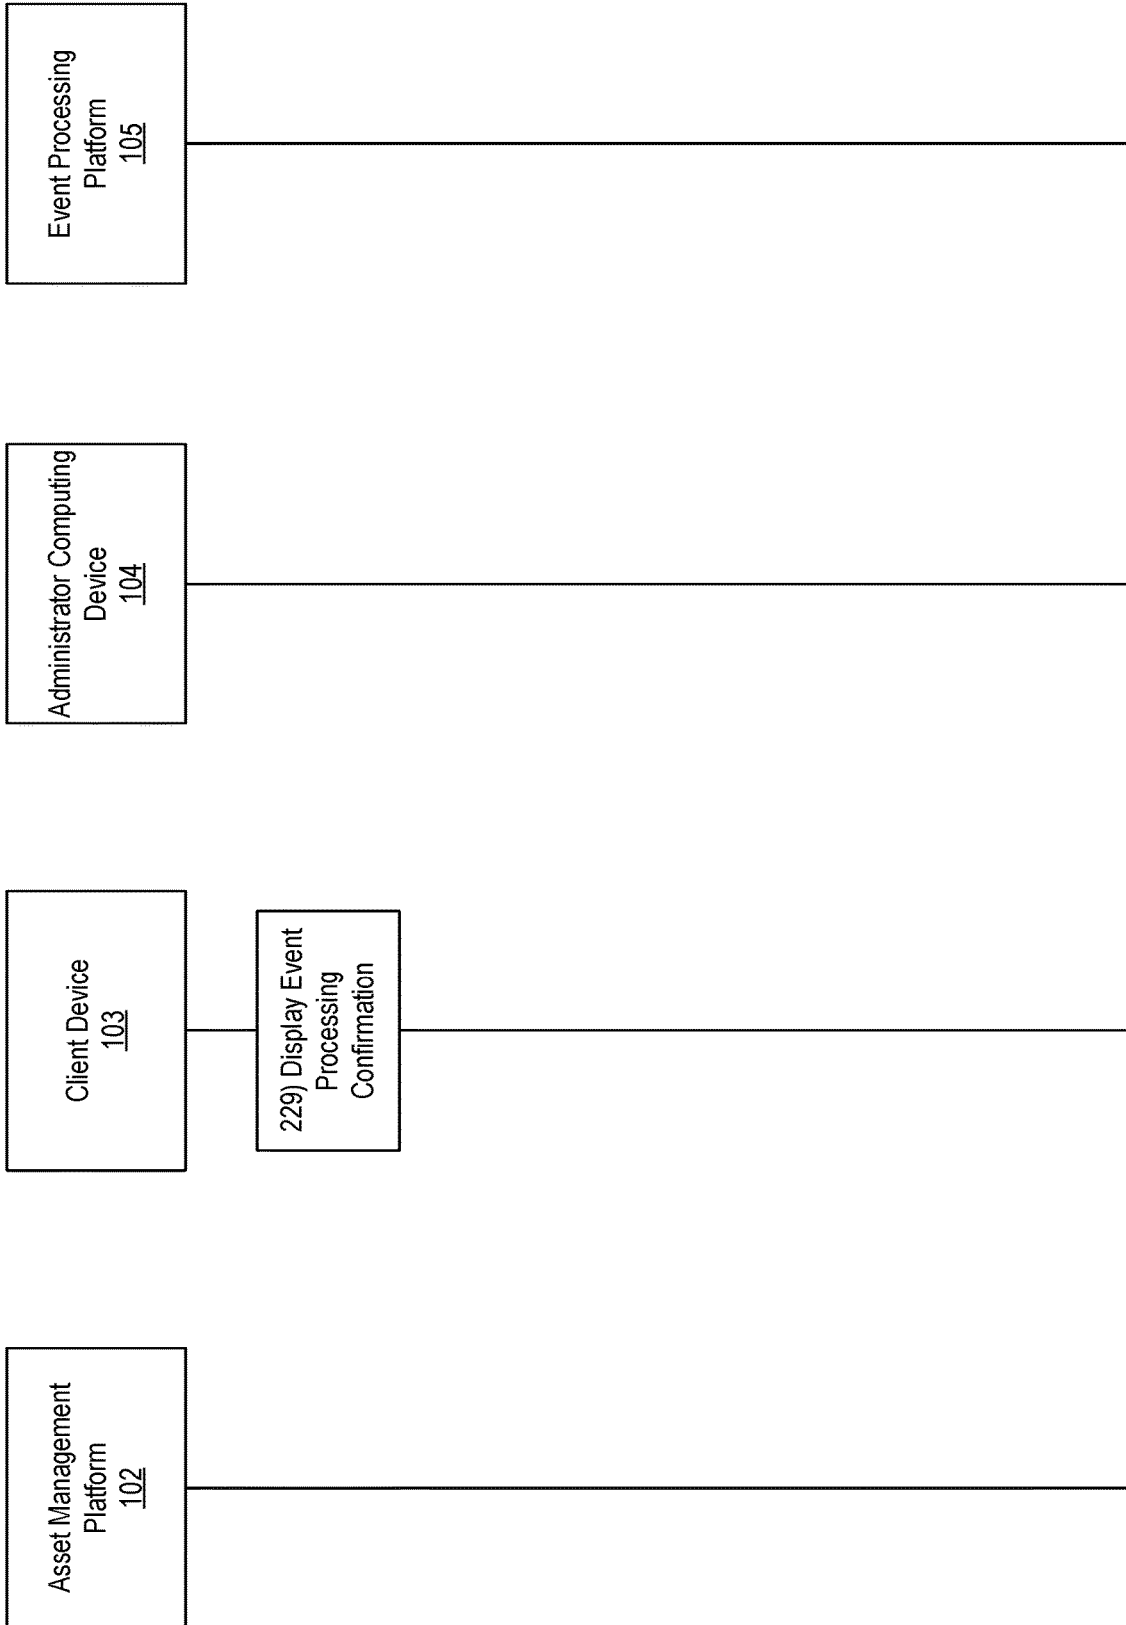 Asset Management
Platform
102
Client Device
103
Administrator Computing
Device
104
Event Processing
Platform
105
229) Display Event
Processing
Confirmation